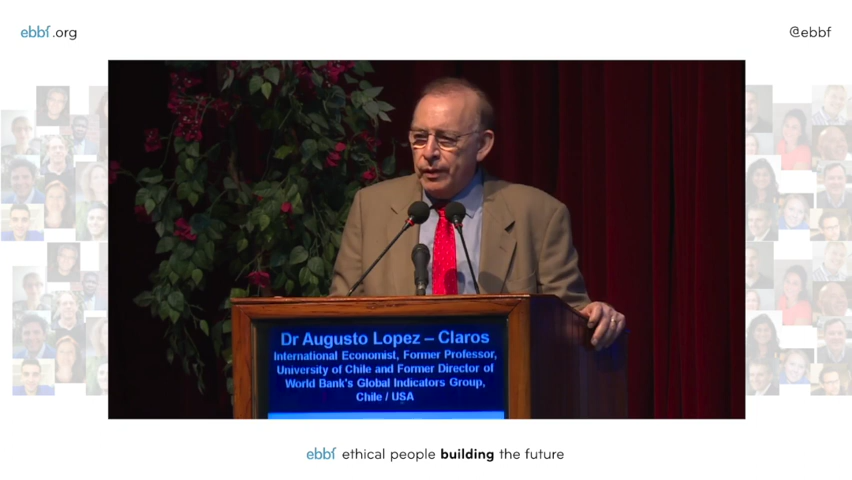 ebbf.org
@ebbf
Dr Augusto Lopez – Claros
International Economist, Former Professor,
University of Chile and Former Director of
World Bank's Global Indicators Group,
Chile / USA
ebbf ethical people building the future